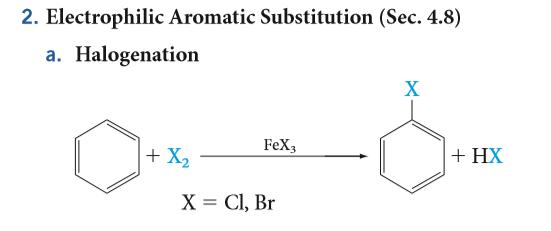 2. Electrophilic Aromatic Substitution (Sec. 4.8)
a. Halogenation
X
+ X₂
FeX₃
+ HX
X = Cl, Br